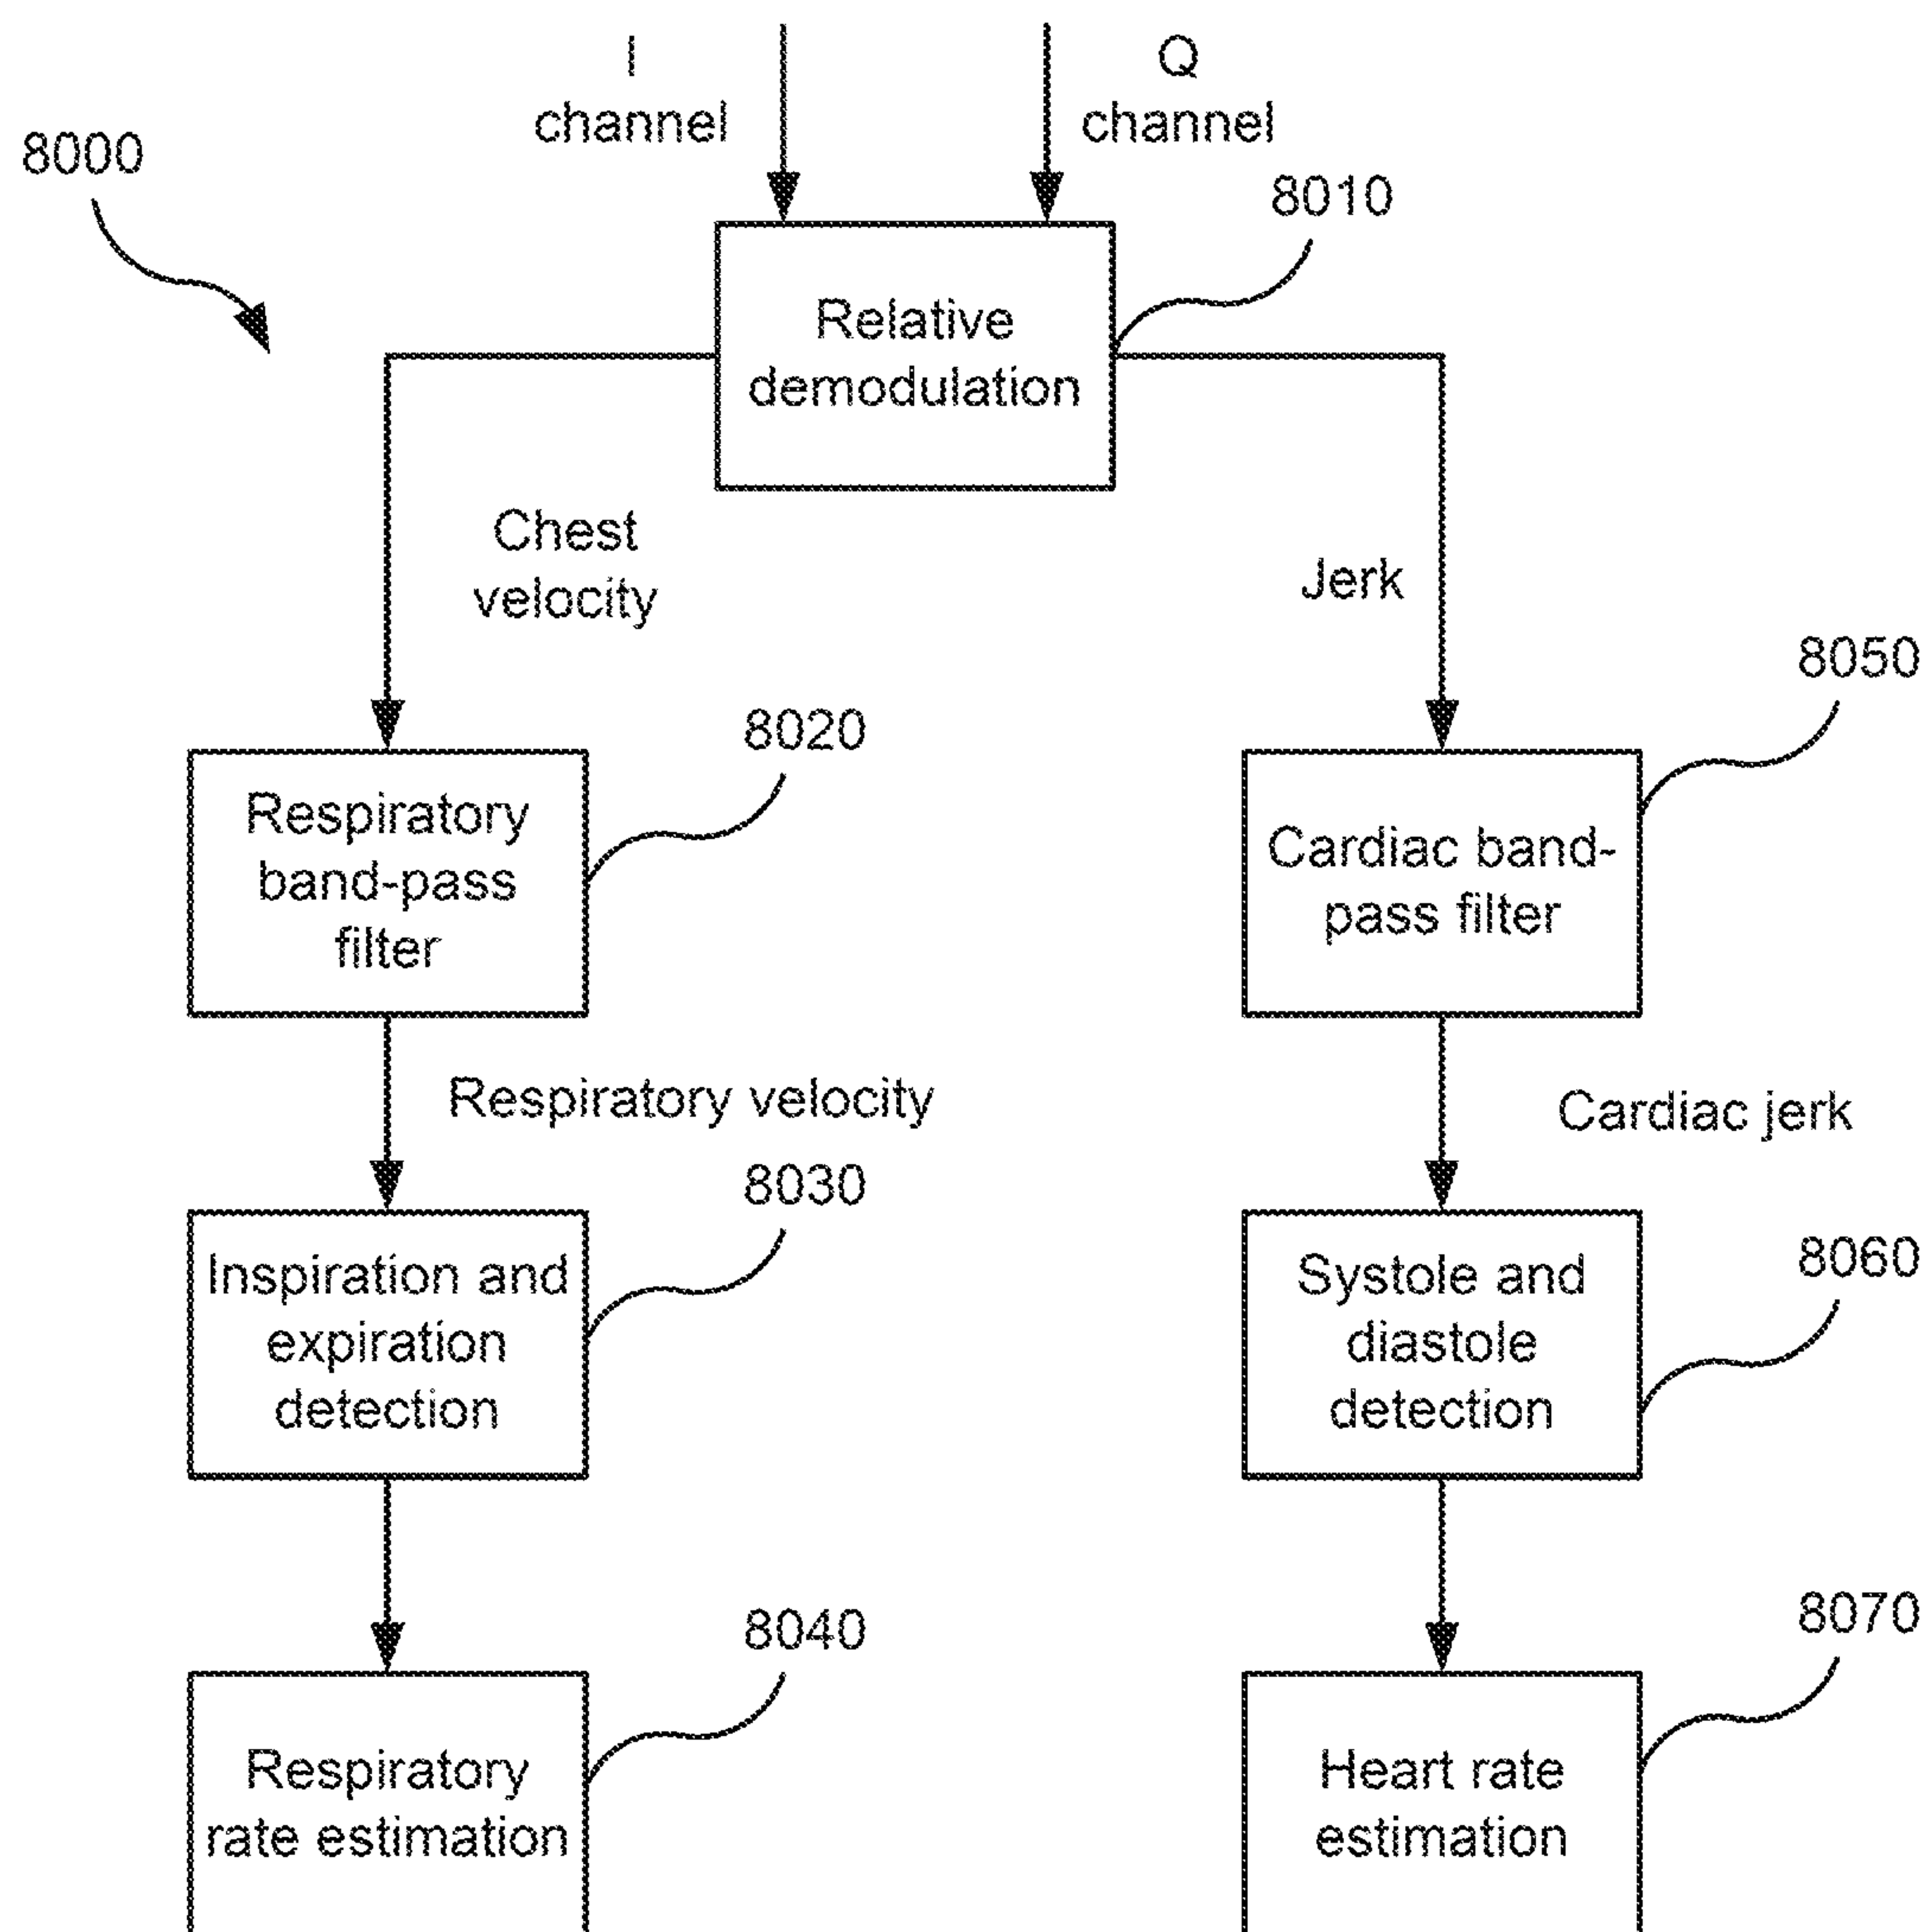 I
channel
Q
channel
8000
8010
Relative
demodulation
Chest
velocity
Jerk
8050
8020
Respiratory
band-pass
filter
Cardiac band-
pass filter
Respiratory velocity
Cardiac jerk
8030
8060
Inspiration and
expiration
detection
Systole and
diastole
detection
8040
8070
Respiratory
rate estimation
Heart rate
estimation